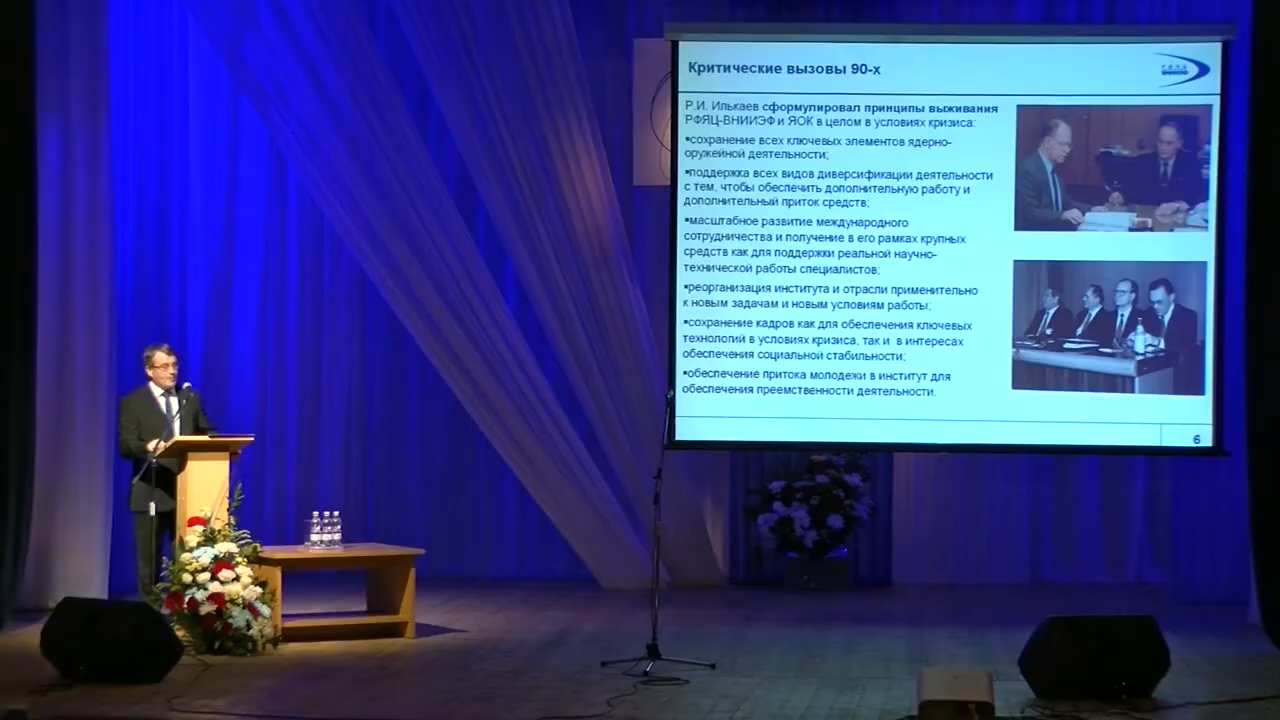 Критические вызовы 90-х
Р.И. Илькаев сформулировал принципы выживания
РФЯЦ-ВНИИЭФ и ЯОК в целом в условиях кризиса:
▪сохранение всех ключевых элементов ядерно-
оружейной деятельности;
▪поддержка всех видов диверсификации деятельности
с тем, чтобы обеспечить дополнительную работу и
дополнительный приток средств;
▪масштабное развитие международного
сотрудничества и получение в его рамках крупных
средств как для поддержки реальной научно-
технической работы специалистов;
▪реорганизация института и отрасли применительно
к новым задачам и новым условиям работы;
▪сохранение кадров как для обеспечения ключевых
технологий в условиях кризиса, так и в интересах
обеспечения социальной стабильности;
▪обеспечение притока молодежи в институт для
обеспечения преемственности деятельности.
6